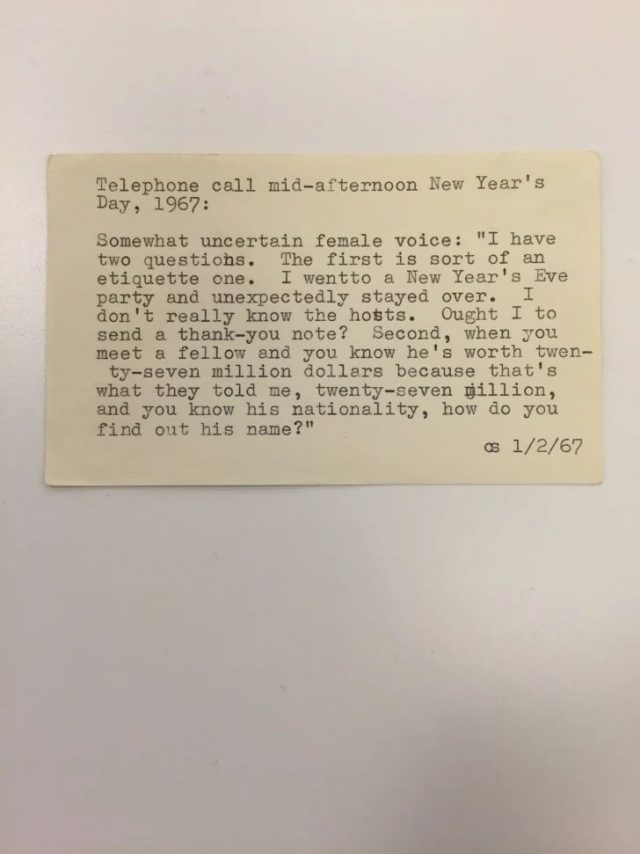 Telephone call mid-afternoon New Year's
Day, 1967:
Somewhat uncertain female voice: "I have
two questions.  The first is sort of an
etiquette one.  I wentto a New Year's Eve
party and unexpectedly stayed over.  I
don't really know the hosts.  Ought I to
send a thank-you note?  Second, when you
meet a fellow and you know he's worth twen-
ty-seven million dollars because that's
what they told me, twenty-seven million,
and you know his nationality, how do you
find out his name?"
1/2/67